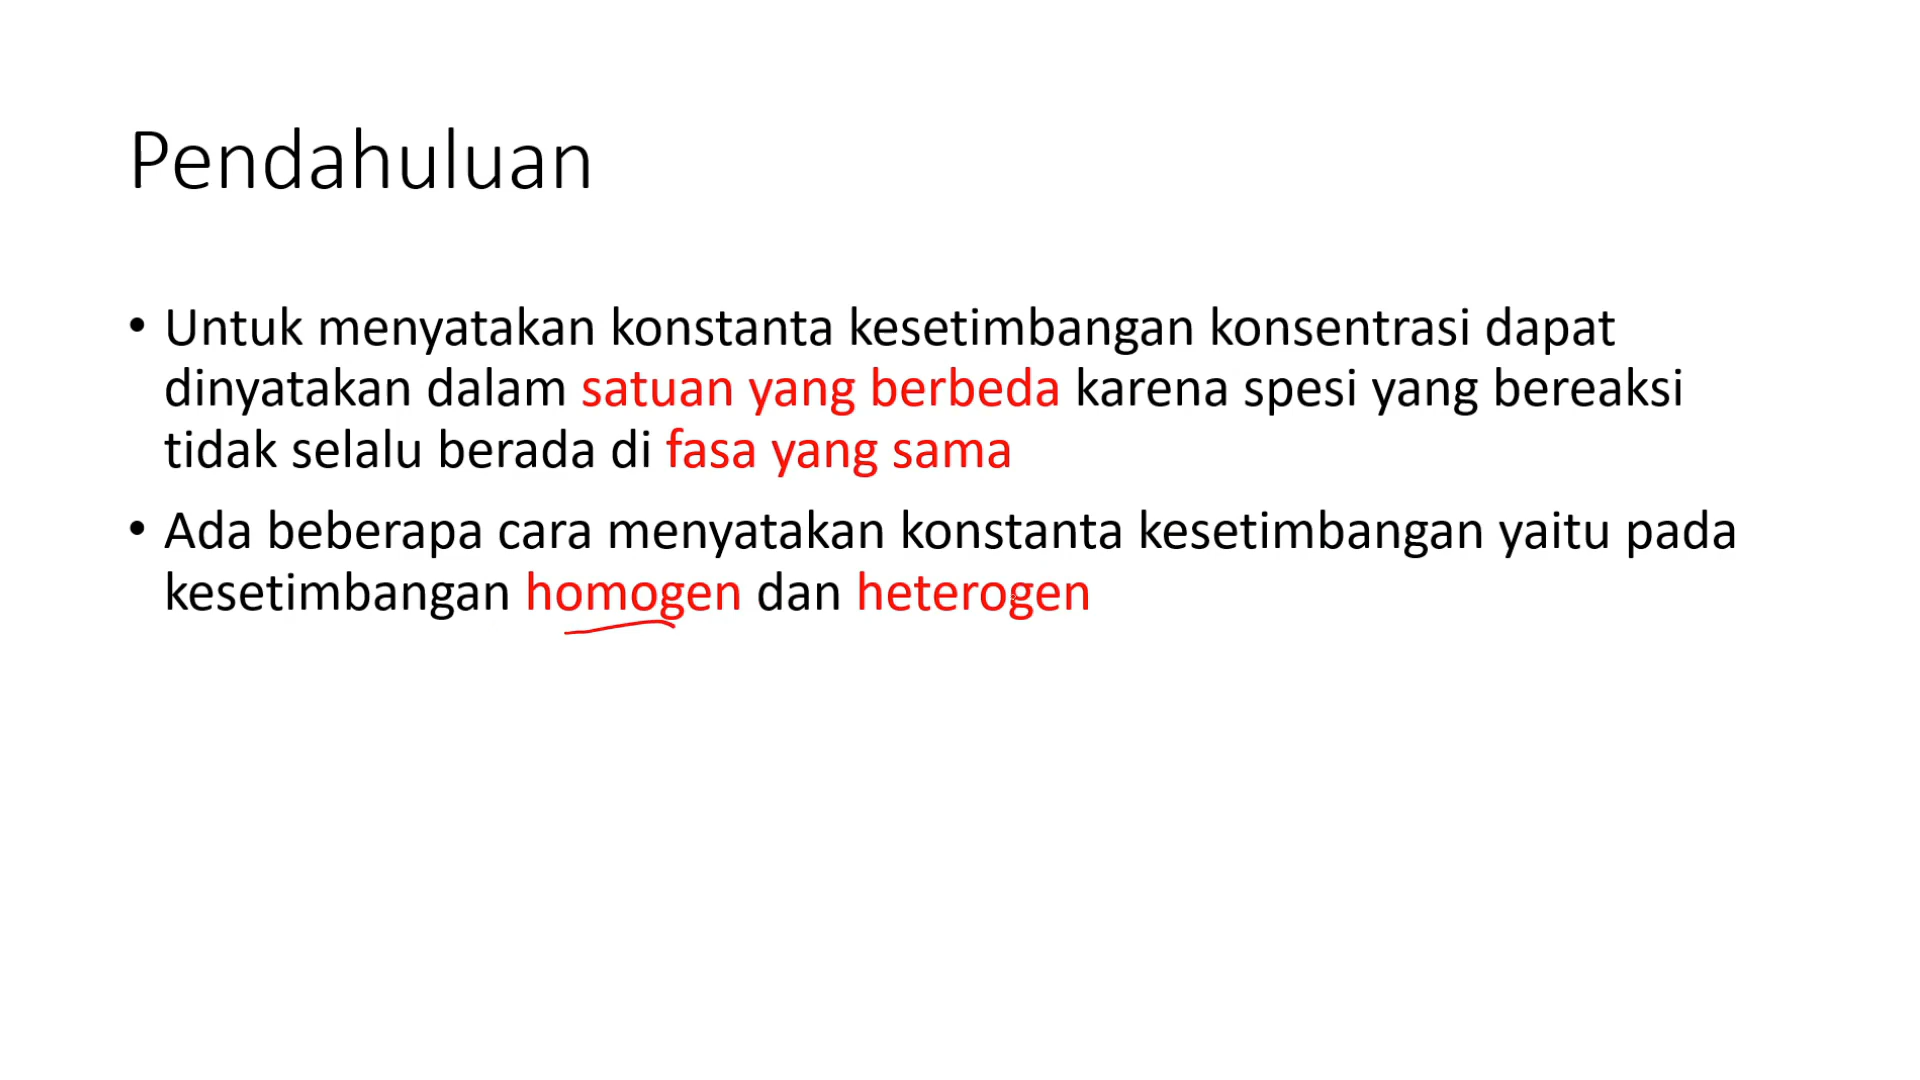 Pendahuluan
• Untuk menyatakan konstanta kesetimbangan konsentrasi dapat
dinyatakan dalam satuan yang berbeda karena spesi yang bereaksi
tidak selalu berada di fasa yang sama
• Ada beberapa cara menyatakan konstanta kesetimbangan yaitu pada
kesetimbangan homogen dan heterogen